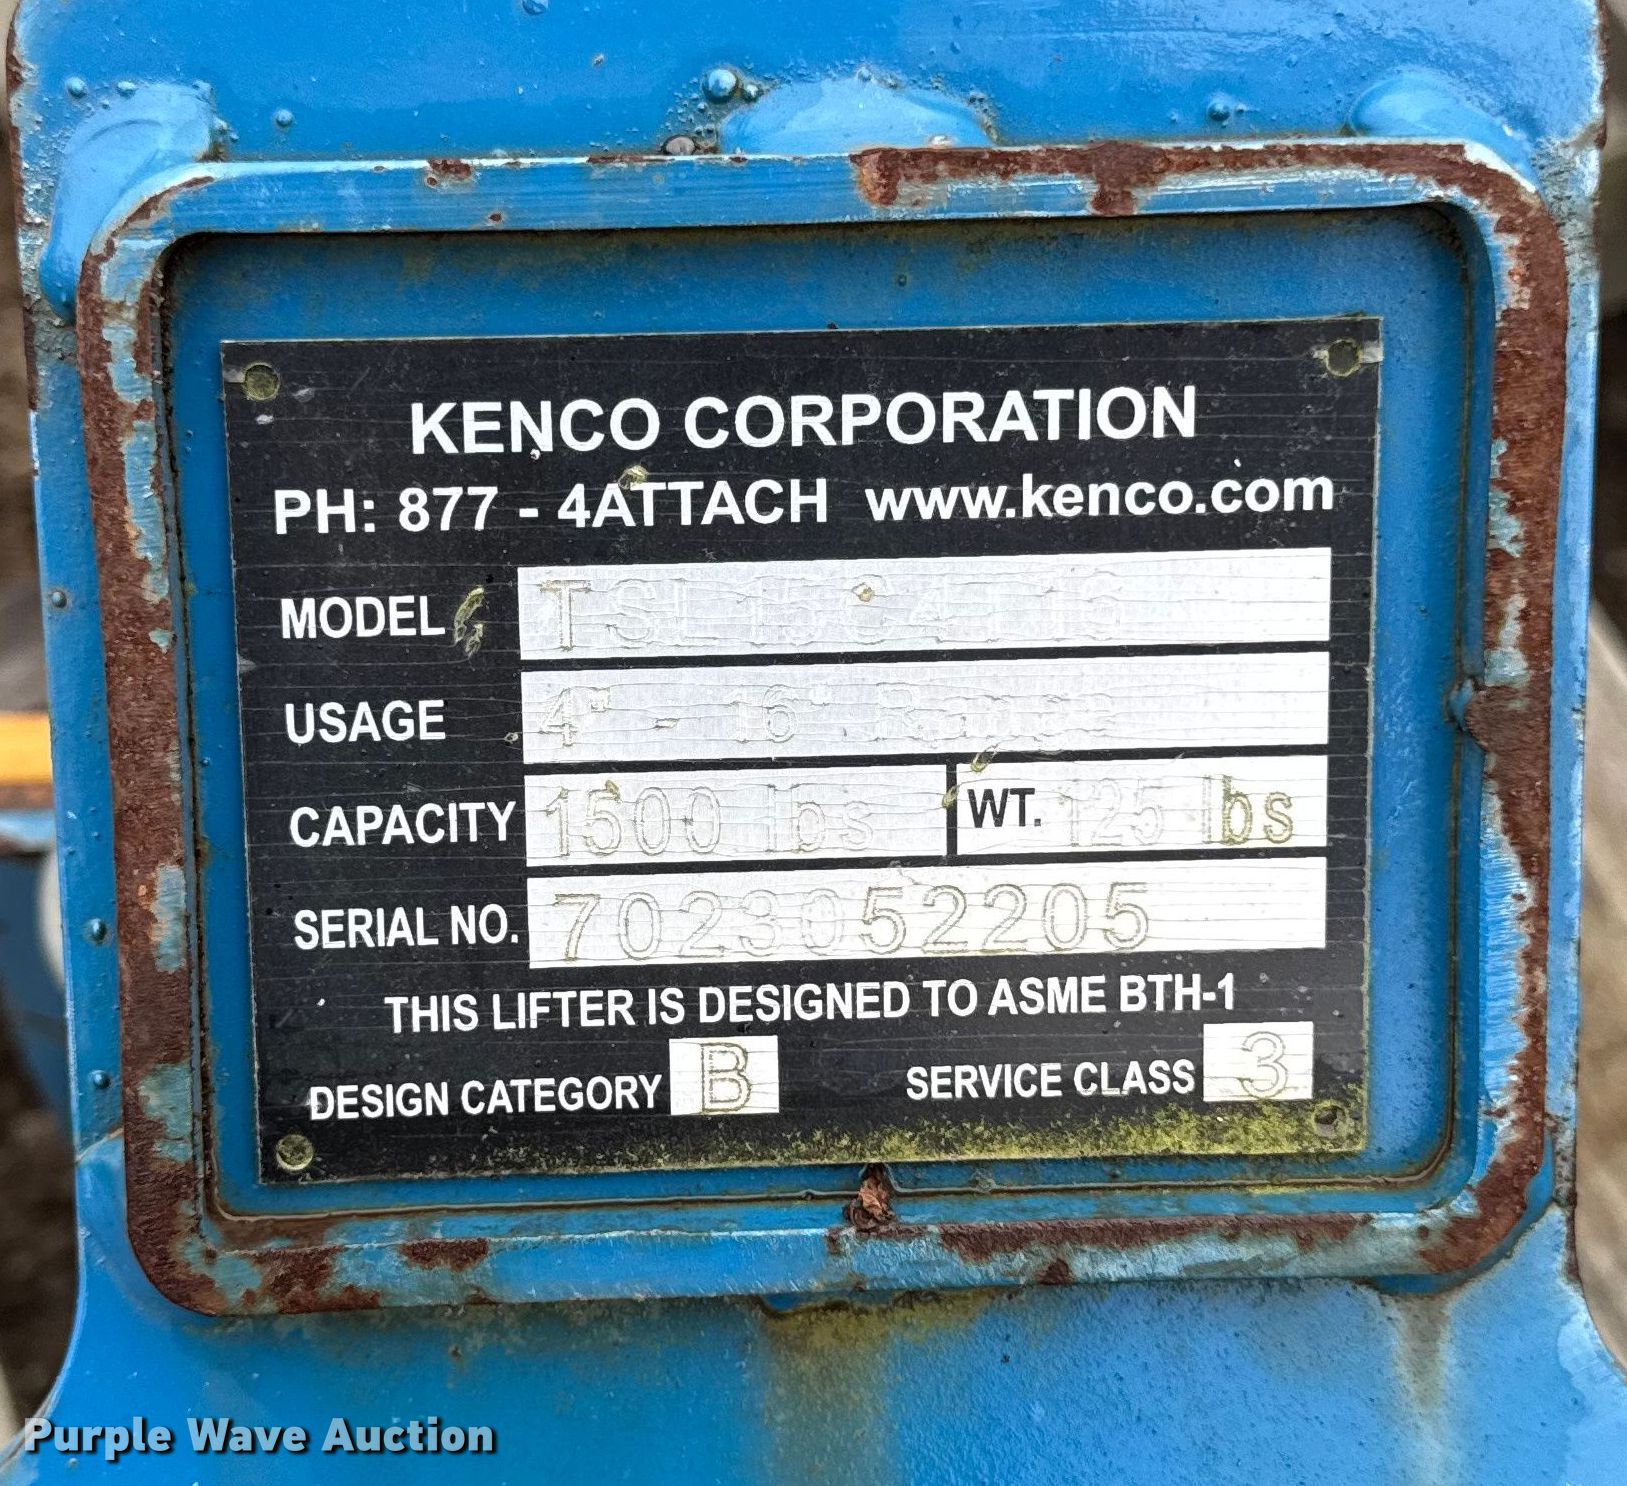 KENCO CORPORATION
PH: 877 - 4ATTACH www.kenco.com
MODEL
USAGE 4" - 16" Range
CAPACITY 1500 lbs WT. 125 lbs
SERIAL NO. 7023052205
THIS LIFTER IS DESIGNED TO ASME BTH-1
DESIGN CATEGORY B SERVICE CLASS 3
Purple Wave Auction